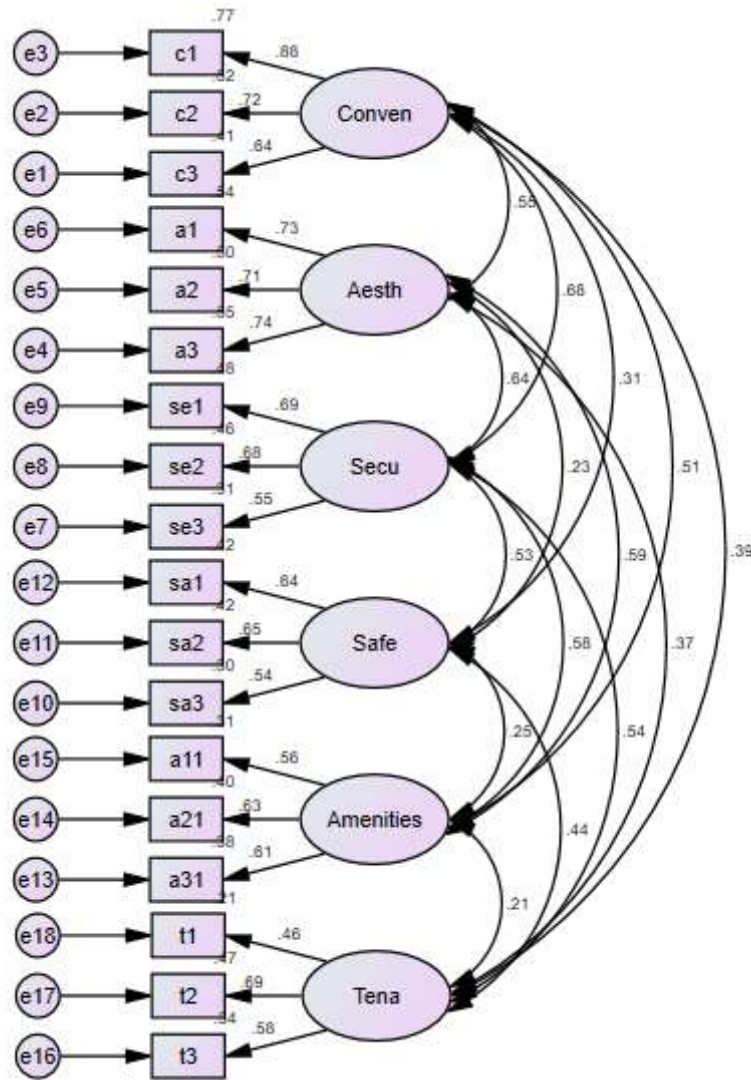 .77
e3 c1 .88
.62
e2 c2 .72 Conven
.41
e1 c3 .64
.54
e6 a1 .73 .55
.60
e5 a2 .71 Aesth .68
.55
e4 a3 .74 .64 .31
.48
e9 se1 .69
.46
e8 se2 .68 Secu .23 .51
.31
e7 se3 .55 .53 .59 .39
.42
e12 sa1 .64
.42
e11 sa2 .65 Safe .58 .37
.30
e10 sa3 .54
.31
e15 a11 .56 .25 .54
.40
e14 a21 .63 Amenities .44
.38
e13 a31 .61
.21
e18 t1 .46 .21
.47
e17 t2 .69 Tena
.34
e16 t3 .58